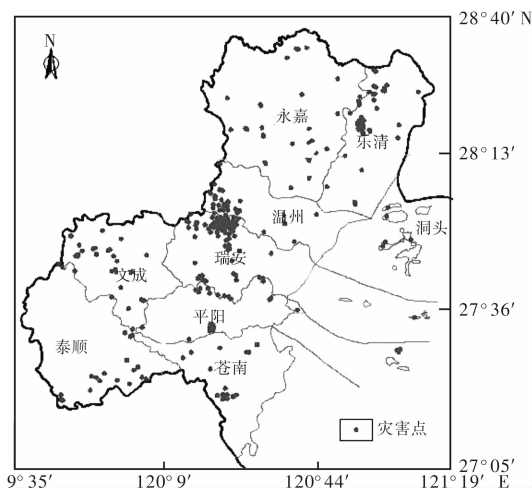 28°40′ N
N
永嘉
乐清
28°13′
温州
洞头
瑞安
文成
27°36′
平阳
泰顺
苍南
灾害点
27°05′
9°35′
120°9′
120°44′
121°19′ E